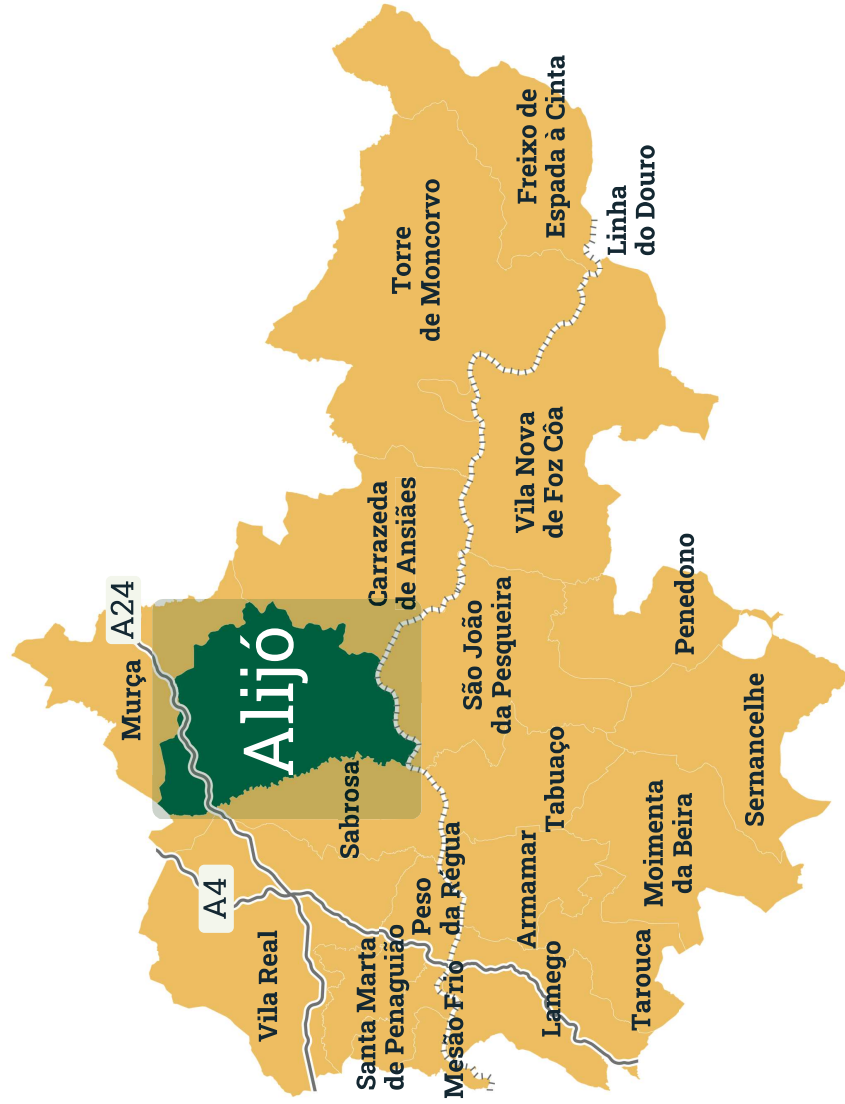 Murça
A24
Alijó
A4
Vila Real
Sabrosa
Carrazeda
de Ansiães
Torre
de Moncorvo
Freixo de
Espada à Cinta
Linha
do Douro
Santa Marta
de Penaguião
Peso
da Régua
Mesão Frio
São João
da Pesqueira
Vila Nova
de Foz Côa
Lamego
Armamar
Tabuaço
Tarouca
Moimenta
da Beira
Penedono
Sernancelhe